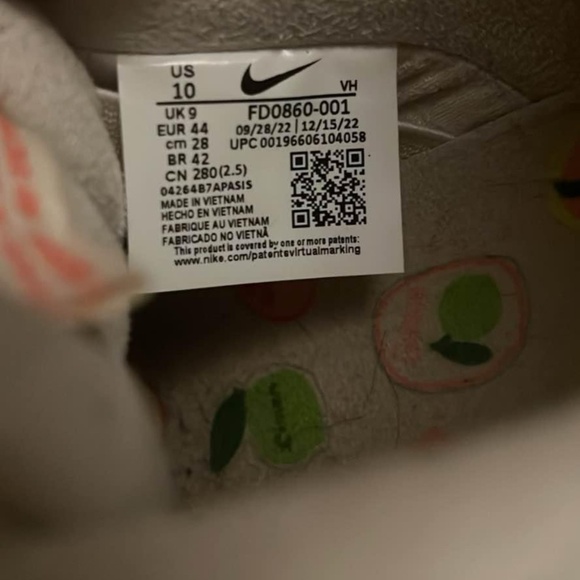 US
10
VH
UK 9
EUR 44
cm 28
BR 42
CN 280(2.5)
FD0860-001
09/28/22 | 12/15/22
UPC 00196606104058
04264B7APASIS
MADE IN VIETNAM
HECHO EN VIETNAM
FABRIQUE AU VIETNAM
FABRICADO NO VIETNÃ
This product is covered by one or more patents:
www.nike.com/patentsvirtualmarking